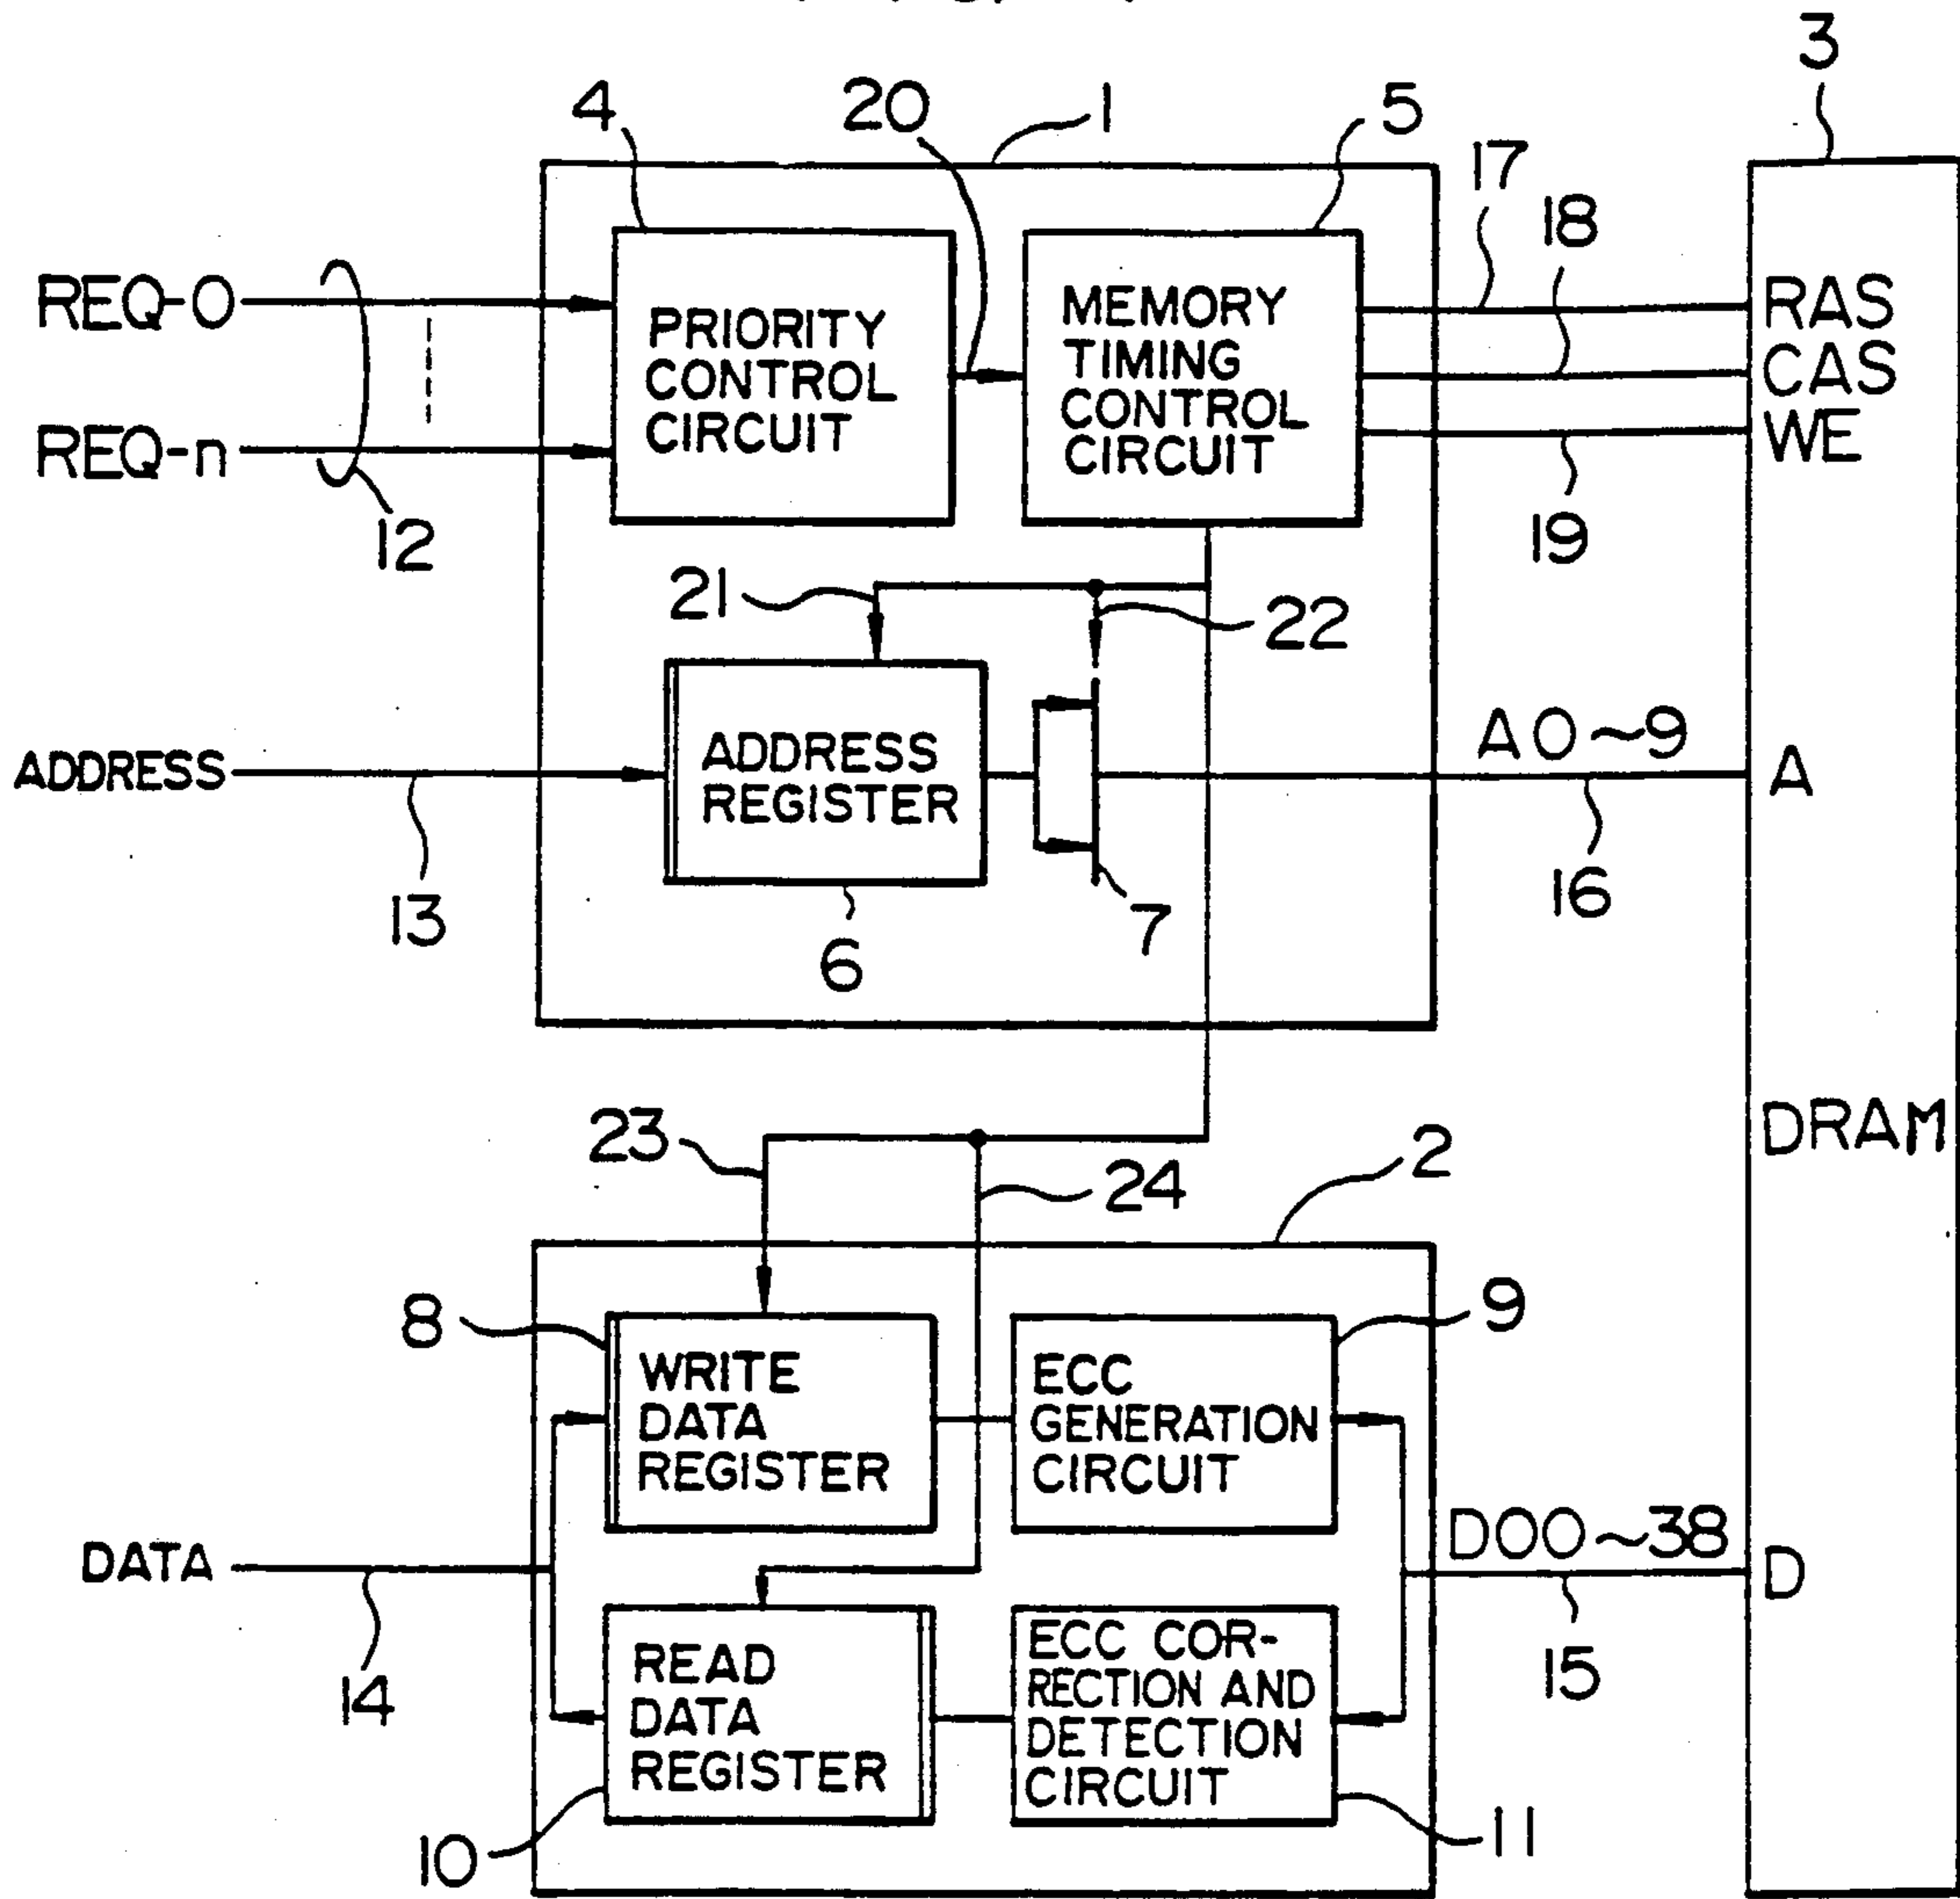 3
4
20
1
5
17
18
REQ-0
REQ-n
12
PRIORITY
CONTROL
CIRCUIT
MEMORY
TIMING
CONTROL
CIRCUIT
RAS
CAS
WE
19
21
22
ADDRESS
13
ADDRESS
REGISTER
6
7
A0~9
16
A
DRAM
23
24
2
8
9
WRITE
DATA
REGISTER
ECC
GENERATION
CIRCUIT
DATA
14
D00~38
15
D
READ
DATA
REGISTER
ECC COR-
RECTION AND
DETECTION
CIRCUIT
10
11